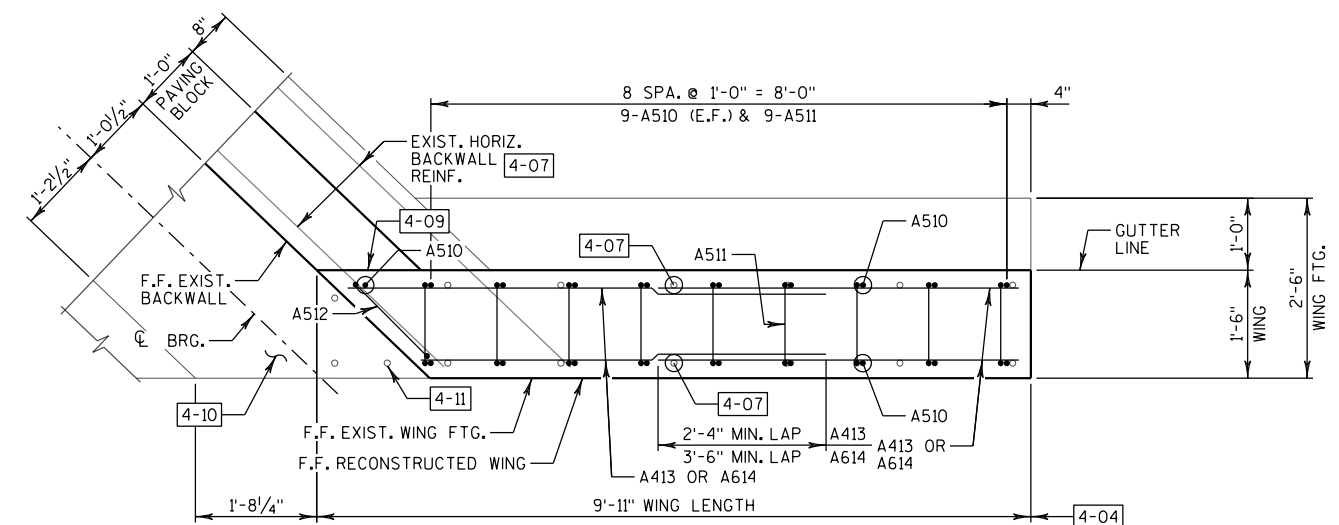 8"
1'-0"
PAVING
BLOCK
1'-0½"
1'-2½"
8 SPA. @ 1'-0" = 8'-0"
9-A510 (E.F.) & 9-A511
4"
EXIST. HORIZ.
BACKWALL
REINF.
4-07
4-09
A510
4-07
A511
A510
GUTTER
LINE
1'-0"
1'-6"
WING
2'-6"
WING FTG.
F.F. EXIST.
BACKWALL
A512
℄ BRG.
4-10
4-11
4-07
A510
F.F. EXIST. WING FTG.
F.F. RECONSTRUCTED WING
2'-4" MIN. LAP
3'-6" MIN. LAP
A413
A614
A413 OR
A614
A413 OR A614
1'-8¼"
9'-11" WING LENGTH
4-04